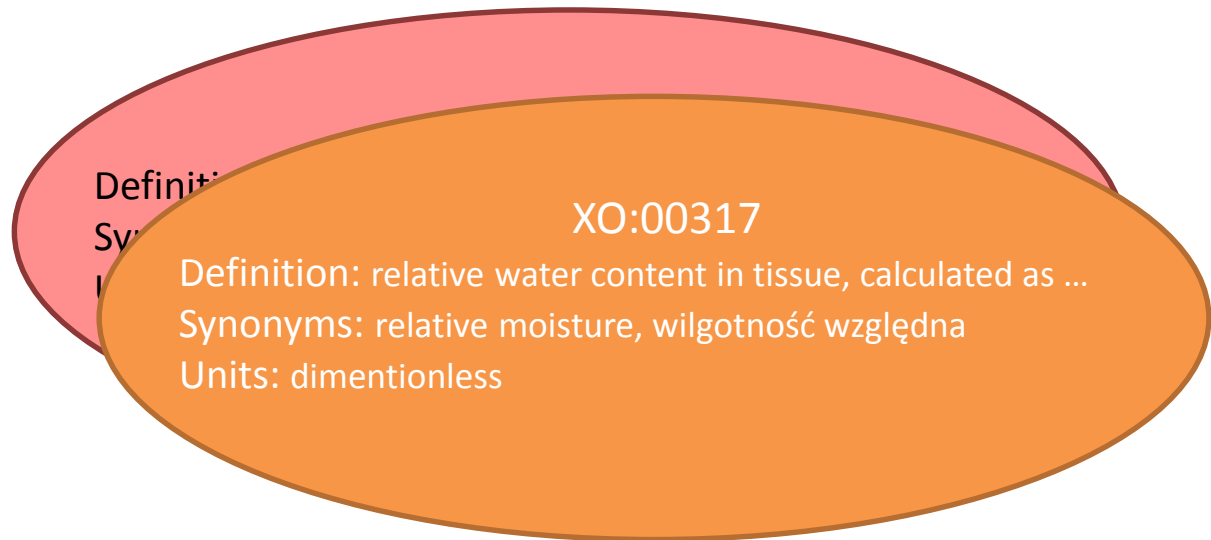 XO:00317
Definition: relative water content in tissue, calculated as ...
Synonyms: relative moisture, wilgotność względna
Units: dimentionless